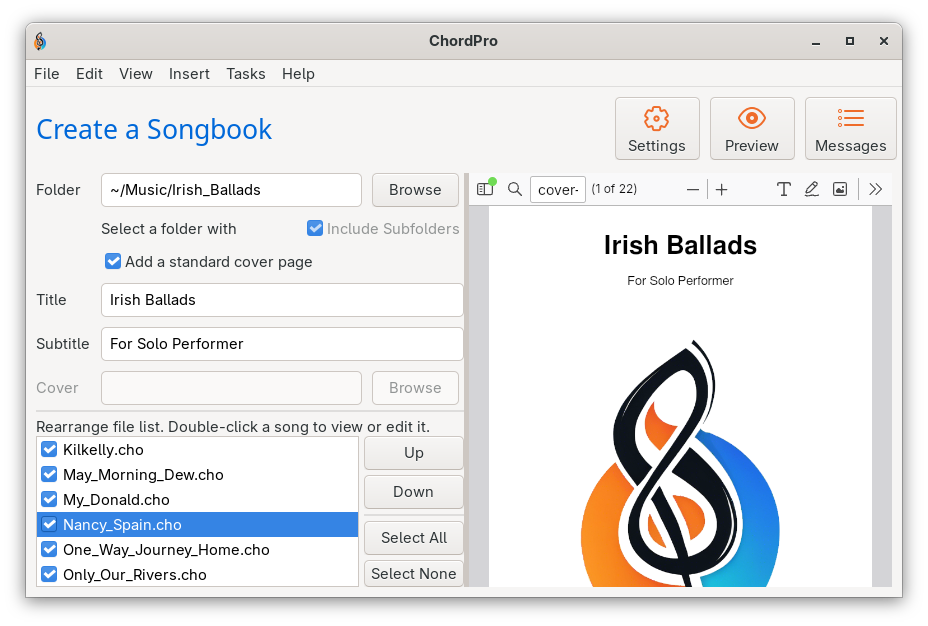 ChordPro
File Edit View Insert Tasks Help
Create a Songbook
Settings Preview Messages
Folder ~/Music/Irish_Ballads Browse
Select a folder with Include Subfolders
Add a standard cover page
Title Irish Ballads
Subtitle For Solo Performer
Cover Browse
Rearrange file list. Double-click a song to view or edit it.
Kilkelly.cho
May_Morning_Dew.cho
My_Donald.cho
Nancy_Spain.cho
One_Way_Journey_Home.cho
Only_Our_Rivers.cho
Up
Down
Select All
Select None
cover- (1 of 22)
Irish Ballads
For Solo Performer